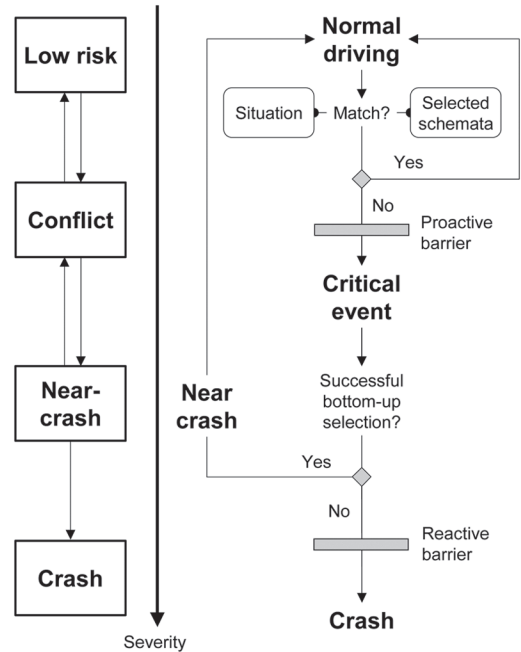 Low risk
Conflict
Near-
crash
Crash
Severity
Normal
driving
Situation
Match?
Selected
schemata
Yes
No
Proactive
barrier
Critical
event
Successful
bottom-up
selection?
Near
crash
Yes
No
Reactive
barrier
Crash